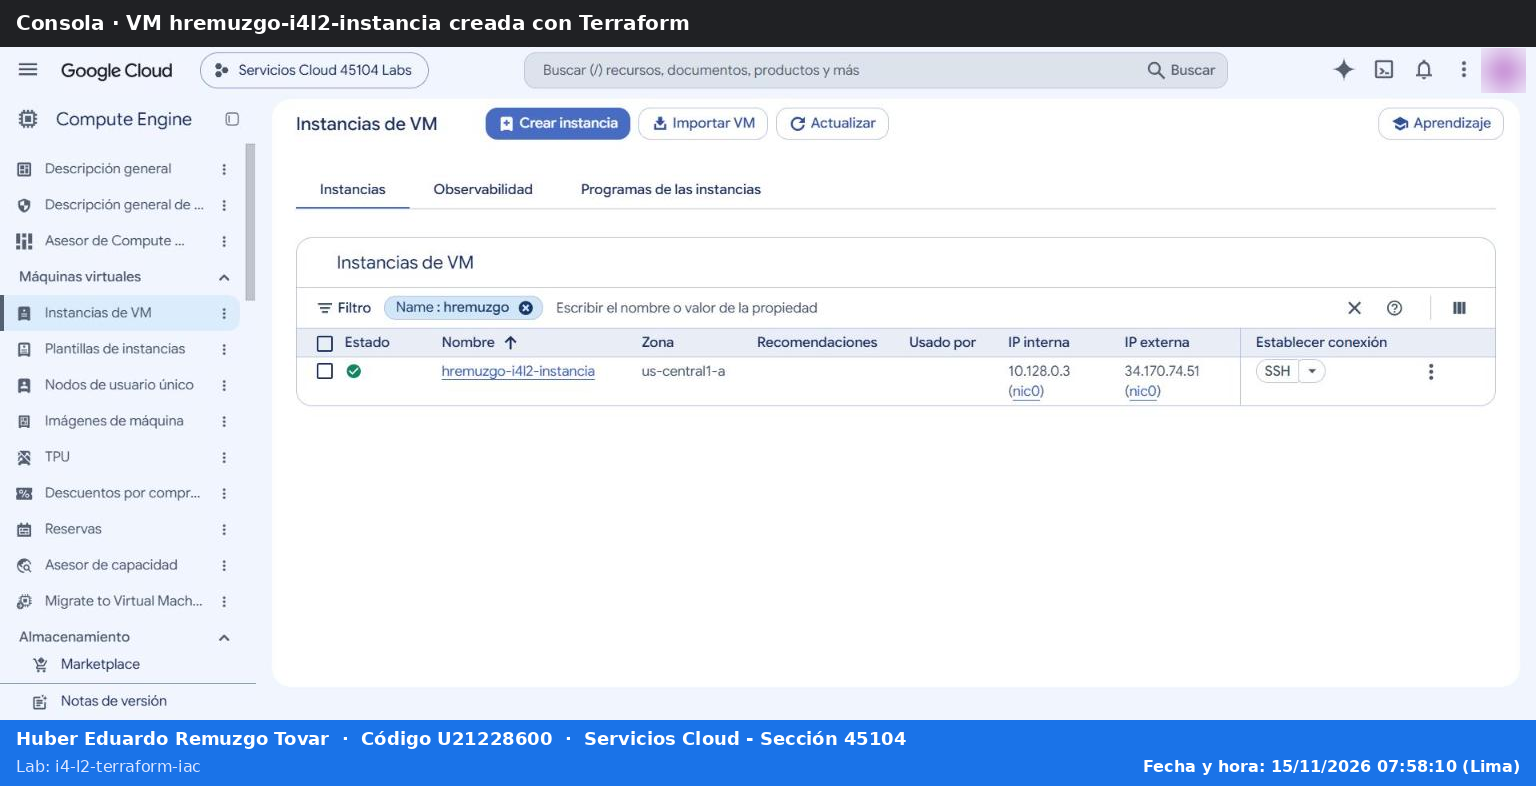 Consola · VM hremuzgo-i4l2-instancia creada con Terraform
Google Cloud
Servicios Cloud 45104 Labs
Buscar (/) recursos, documentos, productos y más
Buscar
Compute Engine
Descripción general
Descripción general de ...
Asesor de Compute ...
Máquinas virtuales
Instancias de VM
Plantillas de instancias
Nodos de usuario único
Imágenes de máquina
TPU
Descuentos por compr...
Reservas
Asesor de capacidad
Migrate to Virtual Mach...
Almacenamiento
Marketplace
Notas de versión
Instancias de VM
Crear instancia
Importar VM
Actualizar
Aprendizaje
Instancias Observabilidad Programas de las instancias
Instancias de VM
Filtro Name : hremuzgo Escribir el nombre o valor de la propiedad
Estado Nombre Zona Recomendaciones Usado por IP interna IP externa Establecer conexión
hremuzgo-i4l2-instancia us-central1-a 10.128.0.3 34.170.74.51 SSH
(nic0) (nic0)
Huber Eduardo Remuzgo Tovar · Código U21228600 · Servicios Cloud - Sección 45104
Lab: i4-l2-terraform-iac
Fecha y hora: 15/11/2026 07:58:10 (Lima)